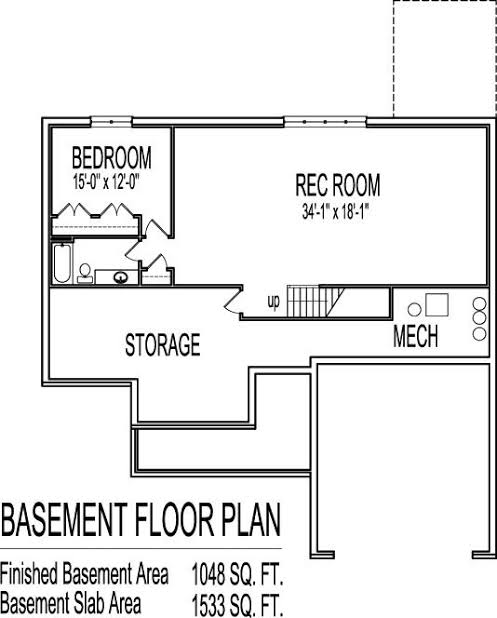 BEDROOM
15'-0" x 12'-0"
REC ROOM
34'-1" x 18'-1"
up
STORAGE
MECH
BASEMENT FLOOR PLAN
Finished Basement Area 1048 SQ. FT.
Basement Slab Area 1533 SQ. FT.